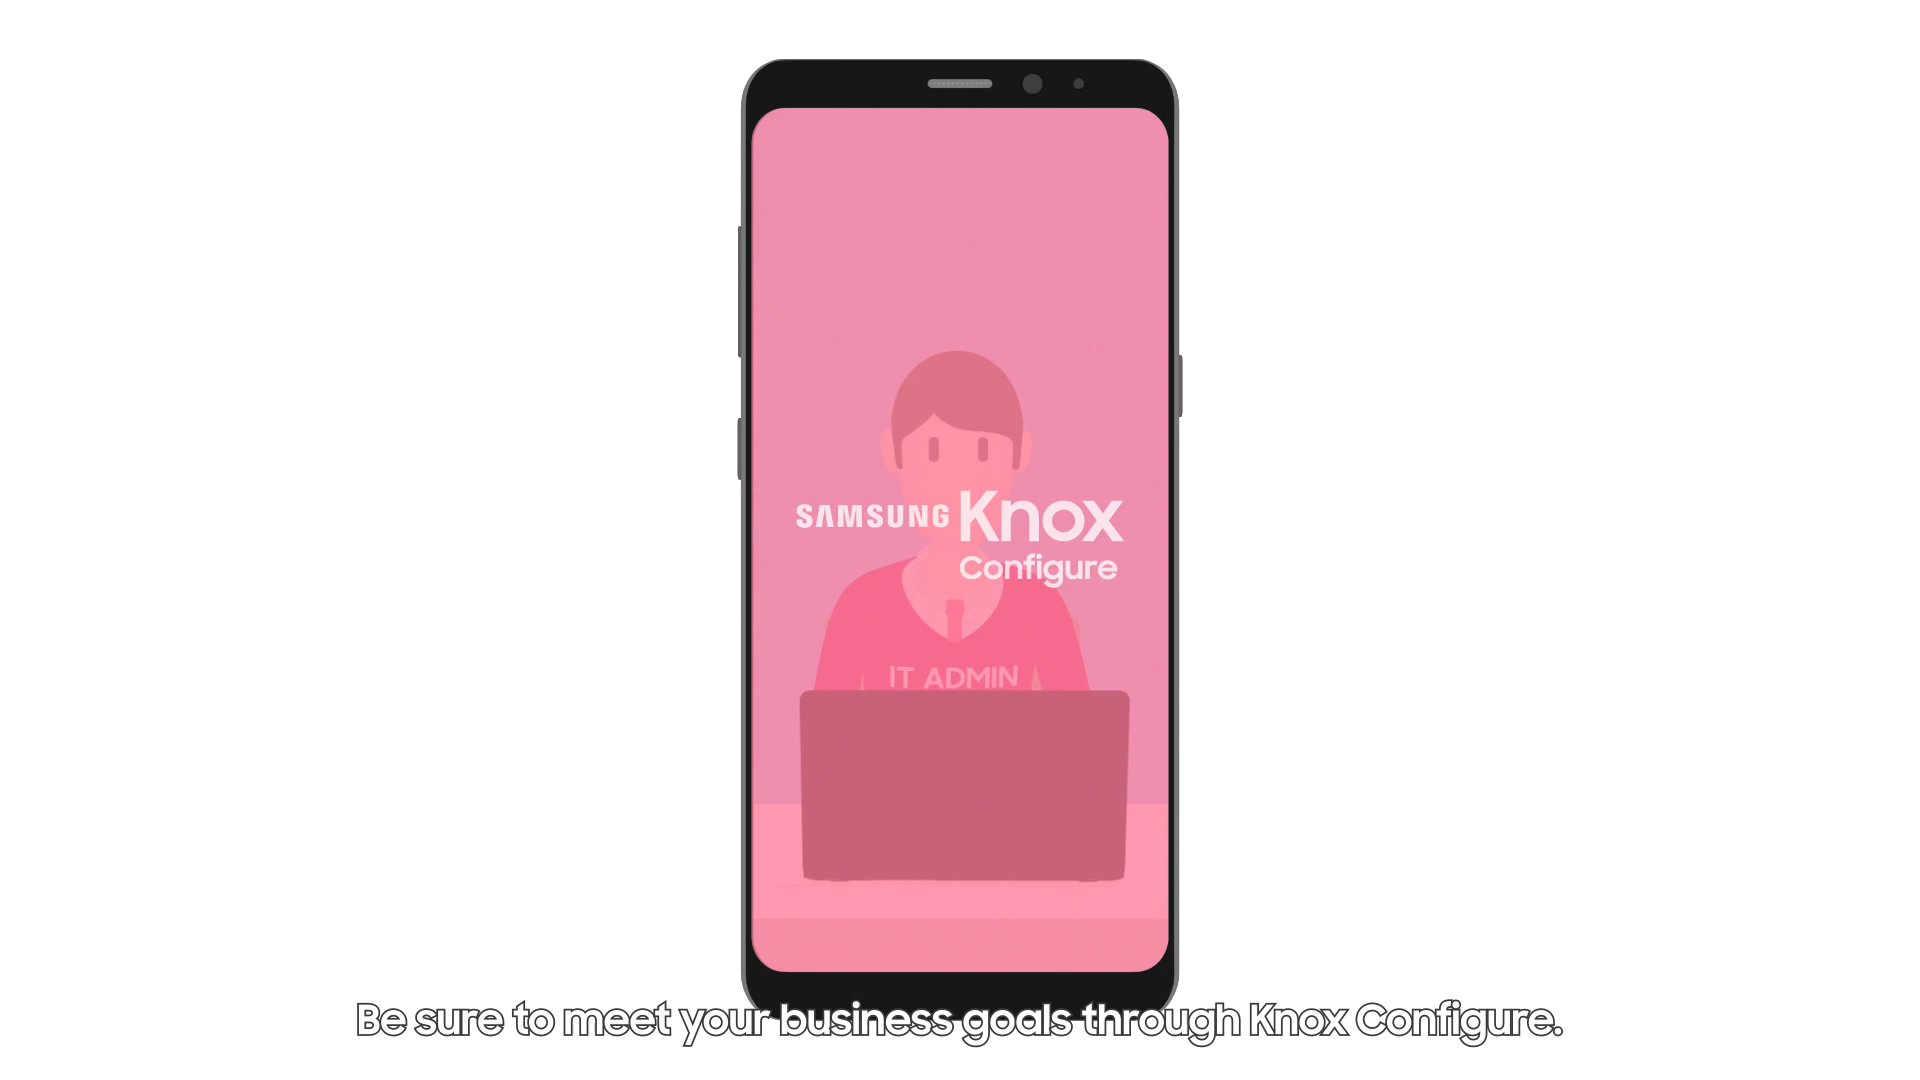 SAMSUNG Knox
Configure
IT ADMIN
Be sure to meet your business goals through Knox Configure.